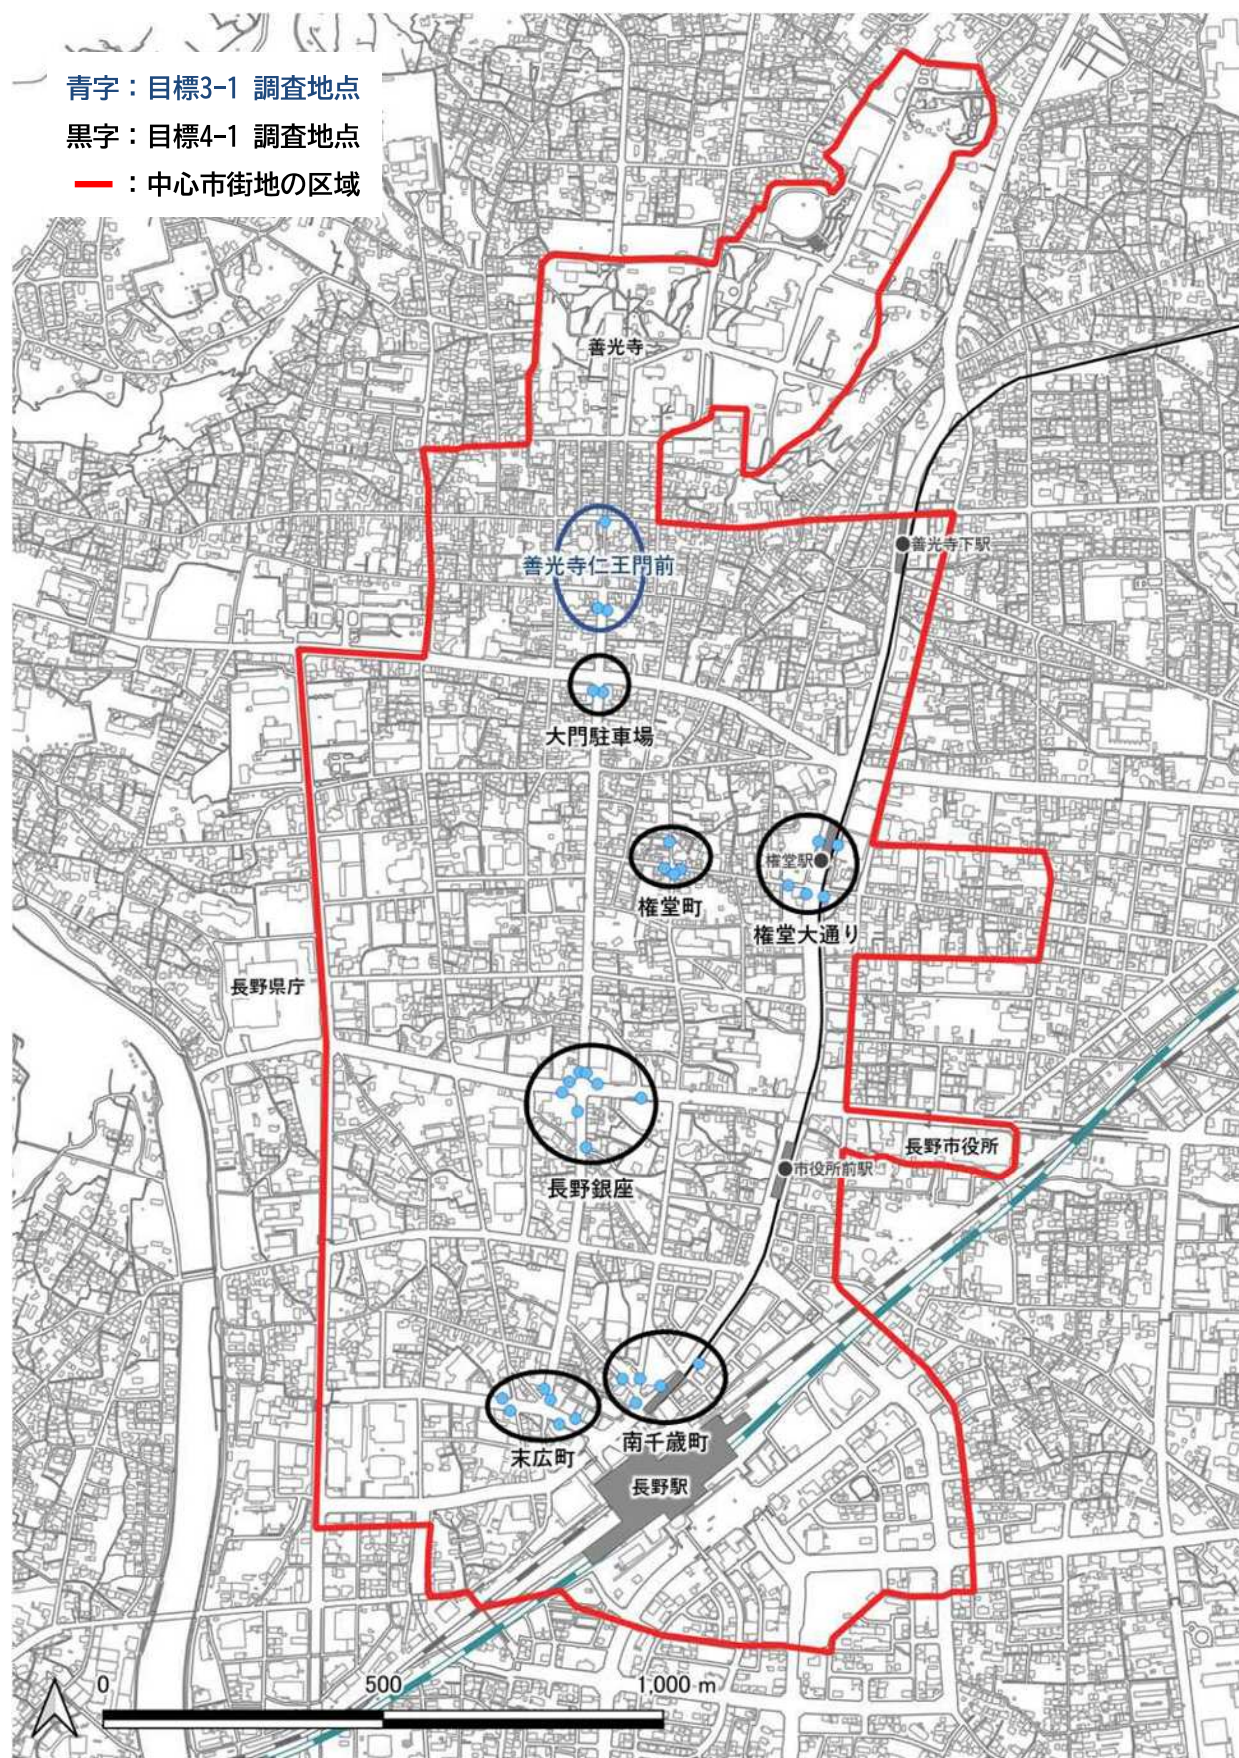 青字：目標3-1 調査地点
黒字：目標4-1 調査地点
：中心市街地の区域
善光寺
善光寺下駅
善光寺仁王門前
大門駐車場
権堂駅
権堂町
権堂大通り
長野県庁
長野市役所
市役所前駅
長野銀座
南千歳町
末広町
長野駅
0 500 1,000 m